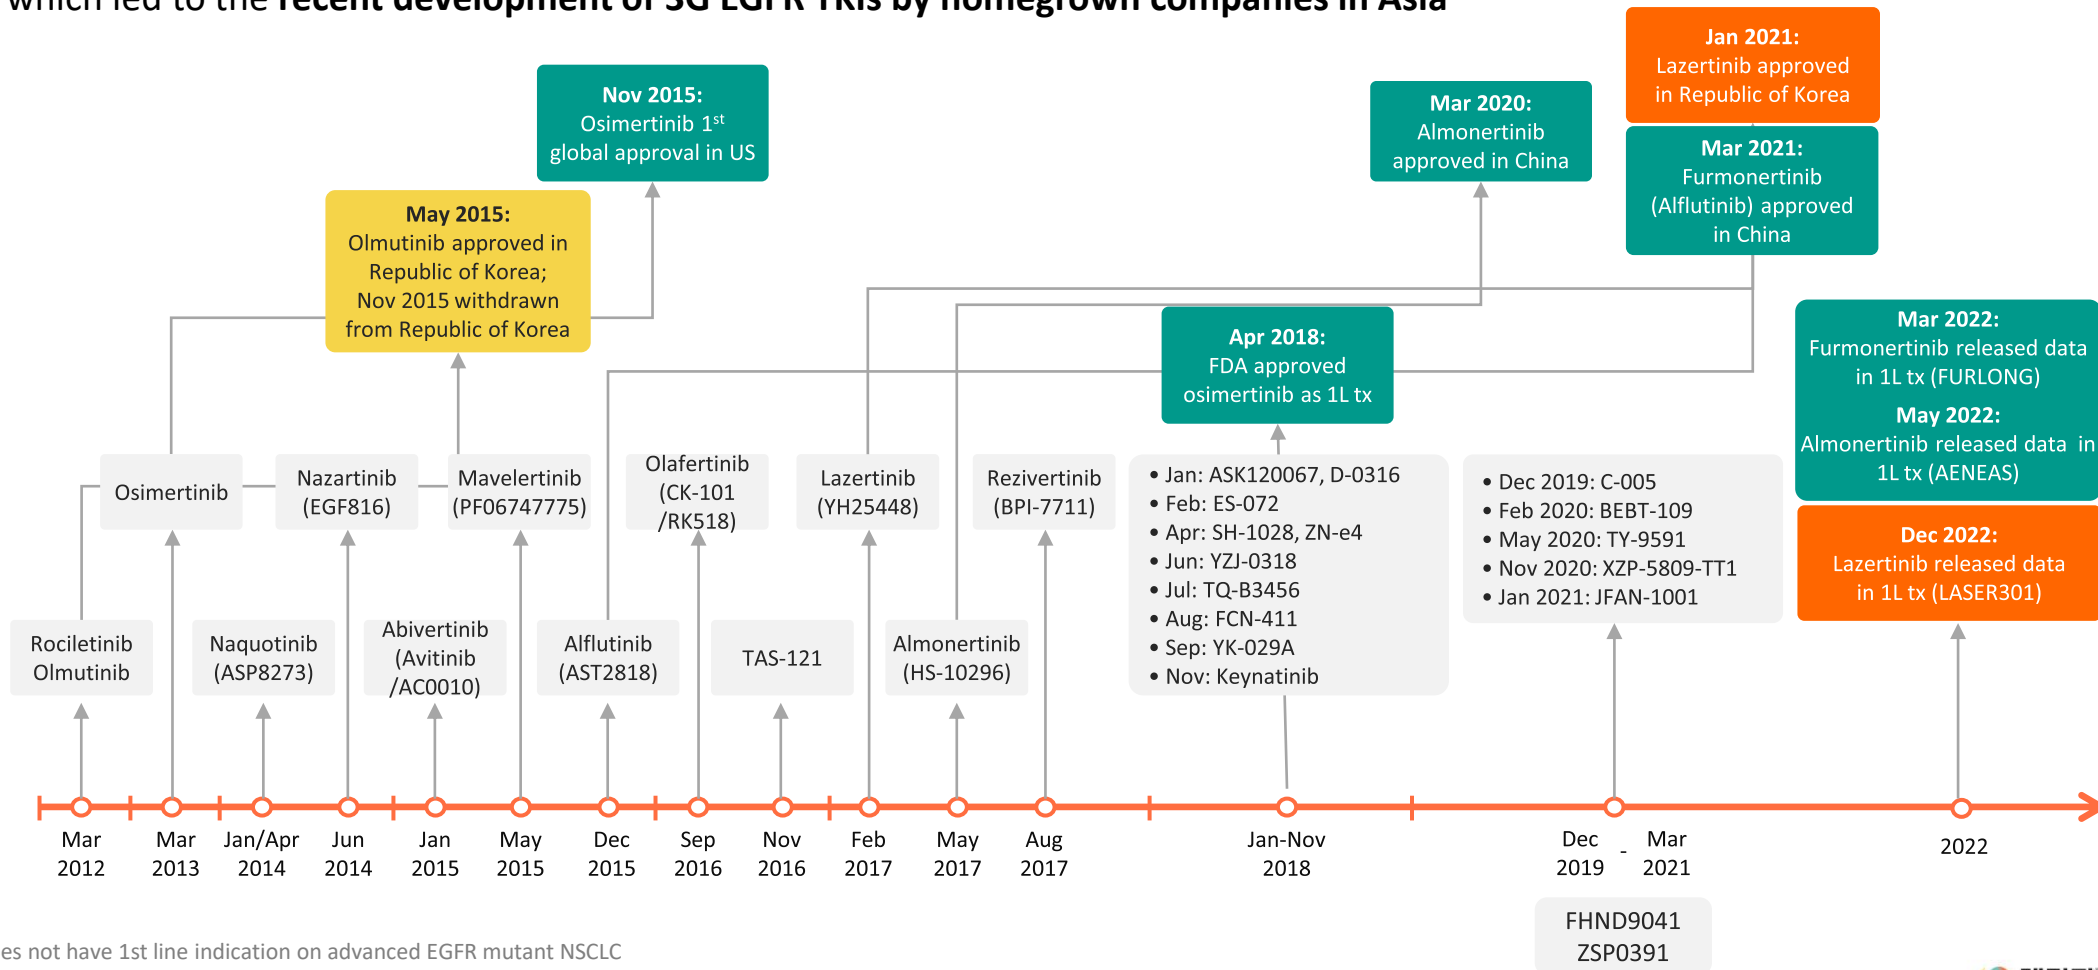 which led to the recent development of 3G EGFR TKIs by homegrown companies in Asia
Jan 2021:
Lazertinib approved
in Republic of Korea
Nov 2015:
Osimertinib 1st
global approval in US
Mar 2020:
Almonertinib
approved in China
Mar 2021:
Furmonertinib
(Alflutinib) approved
in China
May 2015:
Olmutinib approved in
Republic of Korea;
Nov 2015 withdrawn
from Republic of Korea
Apr 2018:
FDA approved
osimertinib as 1L tx
Mar 2022:
Furmonertinib released data
in 1L tx (FURLONG)
May 2022:
Almonertinib released data in
1L tx (AENEAS)
Dec 2022:
Lazertinib released data
in 1L tx (LASER301)
Osimertinib
Nazartinib
(EGF816)
Mavelertinib
(PF06747775)
Olafertinib
(CK-101
/RK518)
Lazertinib
(YH25448)
Rezivertinib
(BPI-7711)
• Jan: ASK120067, D-0316
• Feb: ES-072
• Apr: SH-1028, ZN-e4
• Jun: YZJ-0318
• Jul: TQ-B3456
• Aug: FCN-411
• Sep: YK-029A
• Nov: Keynatinib
• Dec 2019: C-005
• Feb 2020: BEBT-109
• May 2020: TY-9591
• Nov 2020: XZP-5809-TT1
• Jan 2021: JFAN-1001
Rociletinib
Olmutinib
Naquotinib
(ASP8273)
Abivertinib
(Avitinib
/AC0010)
Alflutinib
(AST2818)
TAS-121
Almonertinib
(HS-10296)
Mar
2012
Mar
2013
Jan/Apr
2014
Jun
2014
Jan
2015
May
2015
Dec
2015
Sep
2016
Nov
2016
Feb
2017
May
2017
Aug
2017
Jan-Nov
2018
Dec
2019
-
Mar
2021
2022
FHND9041
ZSP0391
es not have 1st line indication on advanced EGFR mutant NSCLC